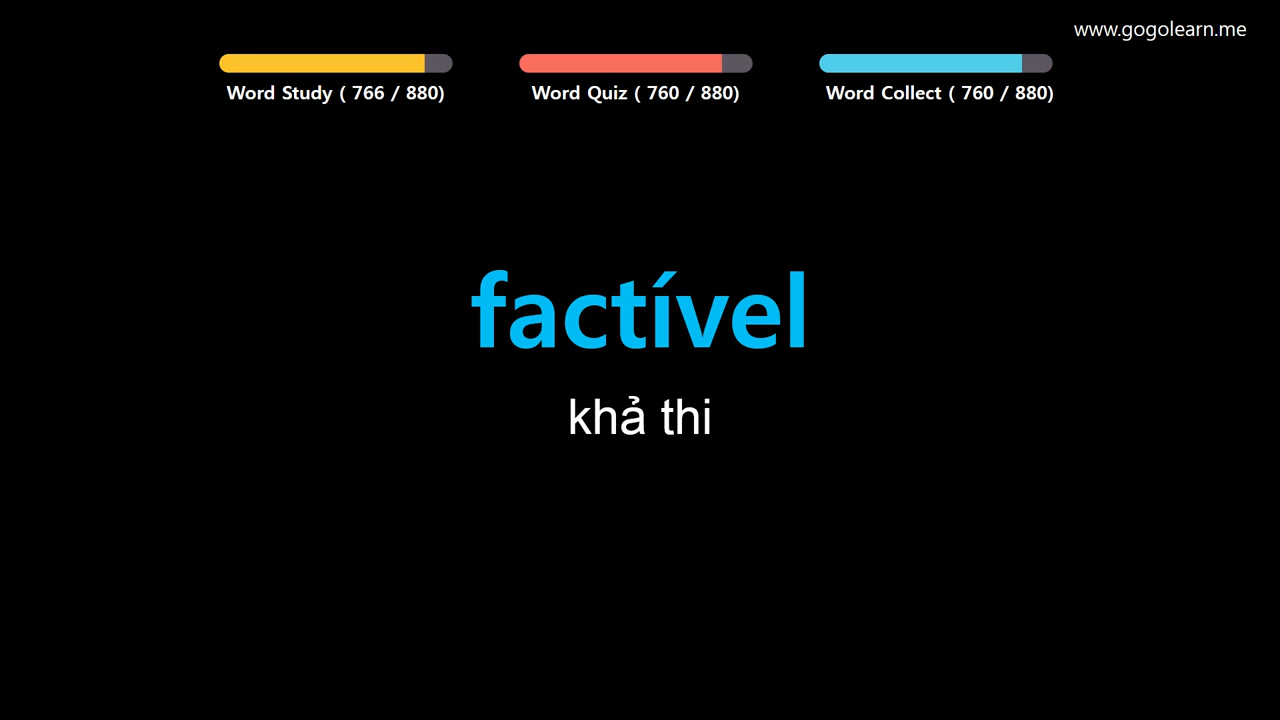 www.gogolearn.me
Word Study ( 766 / 880)
Word Quiz ( 760 / 880)
Word Collect ( 760 / 880)
factível
khả thi